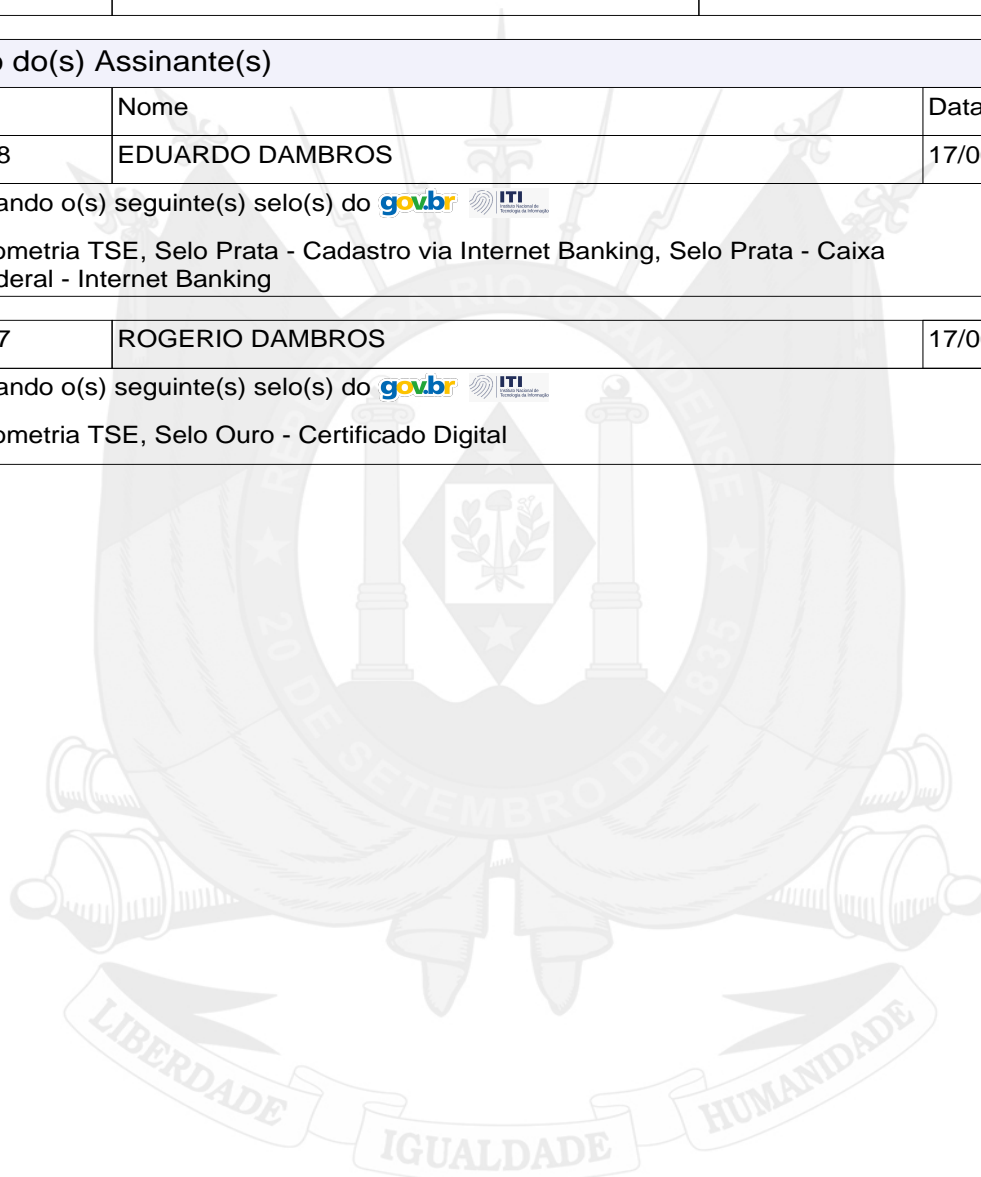 o do(s) Assinante(s)
Nome
Data
8
EDUARDO DAMBROS
17/0
ando o(s) seguinte(s) selo(s) do gov.br ITI
ometria TSE, Selo Prata - Cadastro via Internet Banking, Selo Prata - Caixa
deral - Internet Banking
7
ROGERIO DAMBROS
17/0
ando o(s) seguinte(s) selo(s) do gov.br ITI
ometria TSE, Selo Ouro - Certificado Digital
REPÚBLICA RIO GRANDENSE
20 DE SETEMBRO DE 1835
LIBERDADE
IGUALDADE
HUMANIDADE